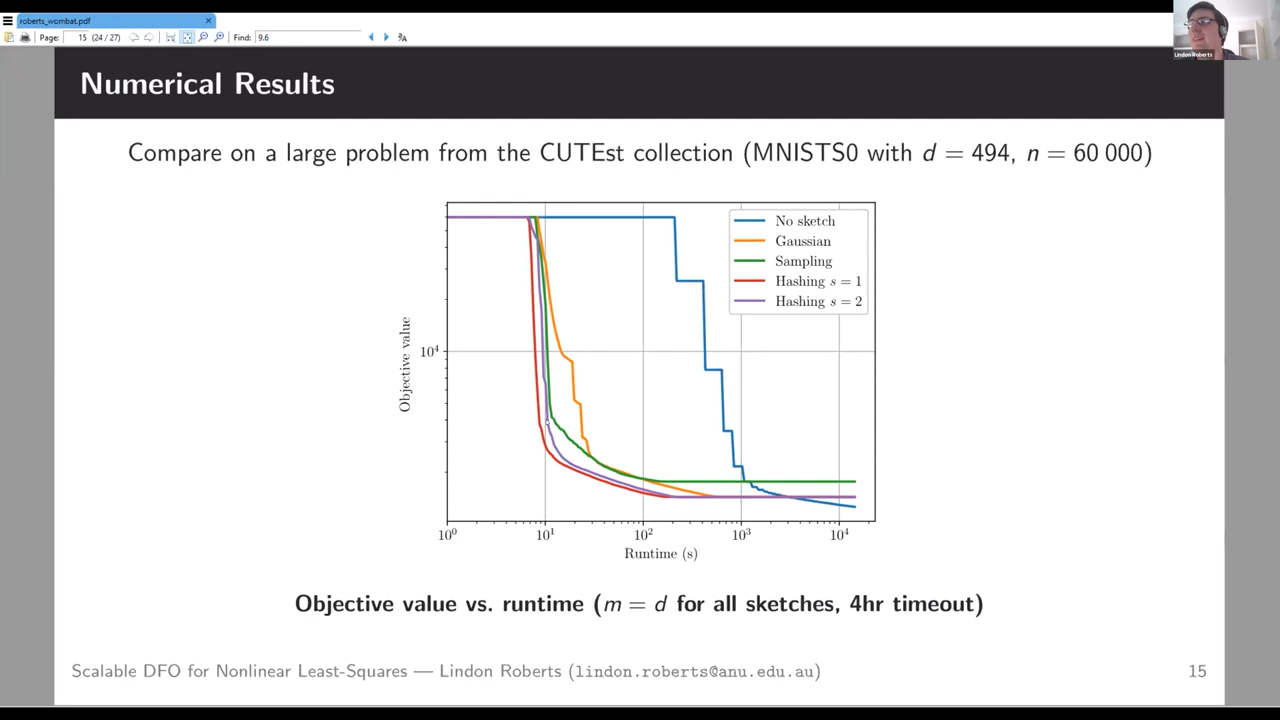 roberts_wombat.pdf
Page: 15 (24 / 27) Find: 9.6
Lindon Roberts
Numerical Results
Compare on a large problem from the CUTEst collection (MNISTS0 with d = 494, n = 60 000)
No sketch
Gaussian
Sampling
Hashing s = 1
Hashing s = 2
Objective value
10⁴
10⁰ 10¹ 10² 10³ 10⁴
Runtime (s)
Objective value vs. runtime (m = d for all sketches, 4hr timeout)
Scalable DFO for Nonlinear Least-Squares — Lindon Roberts (lindon.roberts@anu.edu.au) 15